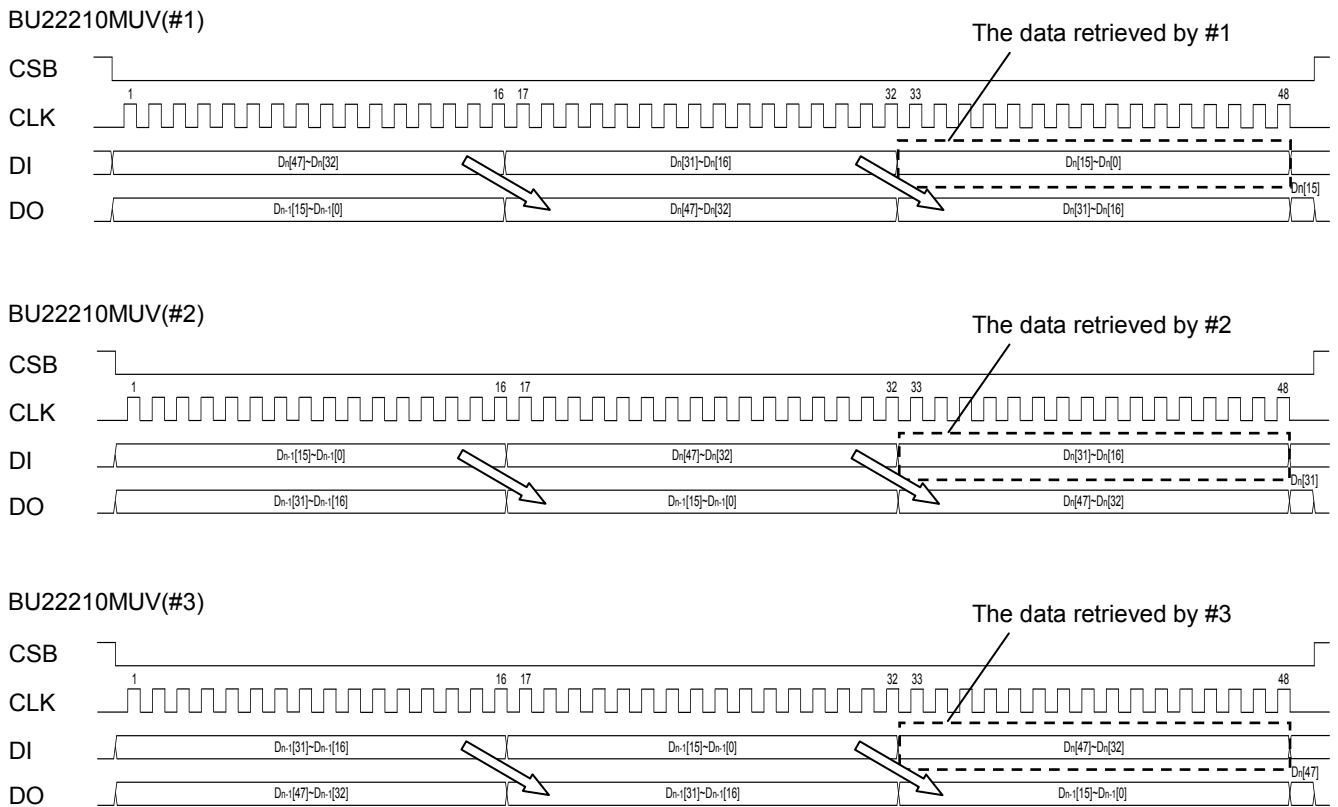 BU22210MUV(#1)
The data retrieved by #1
CSB
1 16 17 32 33 48
CLK
DI Dn[47]~Dn[32] Dn[31]~Dn[16] Dn[15]~Dn[0]
Dn[15]
DO Dn-1[15]~Dn-1[0] Dn[47]~Dn[32] Dn[31]~Dn[16]
BU22210MUV(#2)
The data retrieved by #2
CSB
1 16 17 32 33 48
CLK
DI Dn-1[15]~Dn-1[0] Dn[47]~Dn[32] Dn[31]~Dn[16]
Dn[31]
DO Dn-1[31]~Dn-1[16] Dn-1[15]~Dn-1[0] Dn[47]~Dn[32]
BU22210MUV(#3)
The data retrieved by #3
CSB
1 16 17 32 33 48
CLK
DI Dn-1[31]~Dn-1[16] Dn-1[15]~Dn-1[0] Dn[47]~Dn[32]
Dn[47]
DO Dn-1[47]~Dn-1[32] Dn-1[31]~Dn-1[16] Dn-1[15]~Dn-1[0]